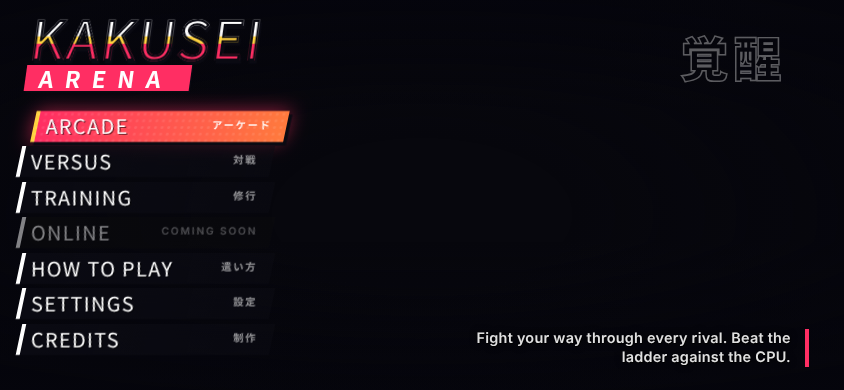 KAKUSEI
ARENA
覚醒
ARCADE アーケード
VERSUS 対戦
TRAINING 修行
ONLINE COMING SOON
HOW TO PLAY 遣い方
SETTINGS 設定
CREDITS 制作
Fight your way through every rival. Beat the
ladder against the CPU.